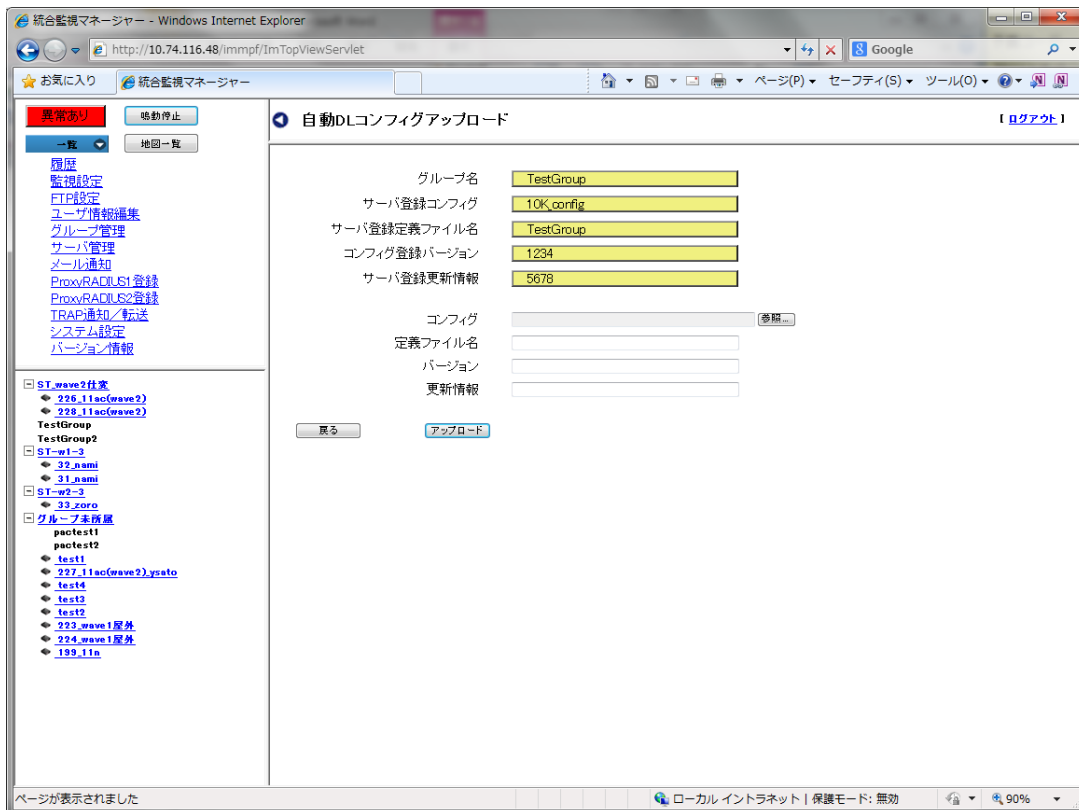 統合監視マネージャー - Windows Internet Explorer
http://10.74.116.48/immpf/ImTopViewServlet
Google
お気に入り
統合監視マネージャー
ページ(P)
セーフティ(S)
ツール(O)
異常あり
鳴動停止
一覧
地図一覧
履歴
監視設定
FTP設定
ユーザ情報編集
グループ管理
サーバ管理
メール通知
ProxyRADIUS1登録
ProxyRADIUS2登録
TRAP通知／転送
システム設定
バージョン情報
ST_wave2仕変
226_11ac(wave2)
228_11ac(wave2)
TestGroup
TestGroup2
ST-w1-3
32_nami
31_nami
ST-w2-3
33_zoro
グループ未所属
pactest1
pactest2
test1
227_11ac(wave2)_ysato
test4
test3
test2
223_wave1屋外
224_wave1屋外
199_11n
自動DLコンフィグアップロード
[ ログアウト ]
グループ名 TestGroup
サーバ登録コンフィグ 10K_config
サーバ登録定義ファイル名 TestGroup
コンフィグ登録バージョン 1234
サーバ登録更新情報 5678
コンフィグ 参照...
定義ファイル名
バージョン
更新情報
戻る アップロード
ページが表示されました
ローカル イントラネット | 保護モード: 無効
90%